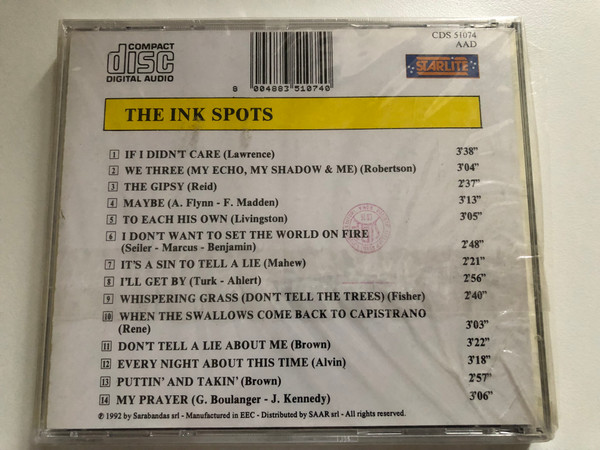 COMPACT
disc
DIGITAL AUDIO
8 004883 510740
CDS 51074
AAD
STARLITE
THE INK SPOTS
1 IF I DIDN'T CARE (Lawrence) 3'38"
2 WE THREE (MY ECHO, MY SHADOW & ME) (Robertson) 3'04"
3 THE GIPSY (Reid) 2'37"
4 MAYBE (A. Flynn - F. Madden) 3'13"
5 TO EACH HIS OWN (Livingston) 3'05"
6 I DON'T WANT TO SET THE WORLD ON FIRE
(Seiler - Marcus - Benjamin) 2'48"
7 IT'S A SIN TO TELL A LIE (Mahew) 2'21"
8 I'LL GET BY (Turk - Ahlert) 2'56"
9 WHISPERING GRASS (DON'T TELL THE TREES) (Fisher) 2'40"
10 WHEN THE SWALLOWS COME BACK TO CAPISTRANO
(Rene) 3'03"
11 DON'T TELL A LIE ABOUT ME (Brown) 3'22"
12 EVERY NIGHT ABOUT THIS TIME (Alvin) 3'18"
13 PUTTIN' AND TAKIN' (Brown) 2'57"
14 MY PRAYER (G. Boulanger - J. Kennedy) 3'06"
℗ 1992 by Sarabandas srl - Manufactured in EEC - Distributed by SAAR srl - All rights reserved.